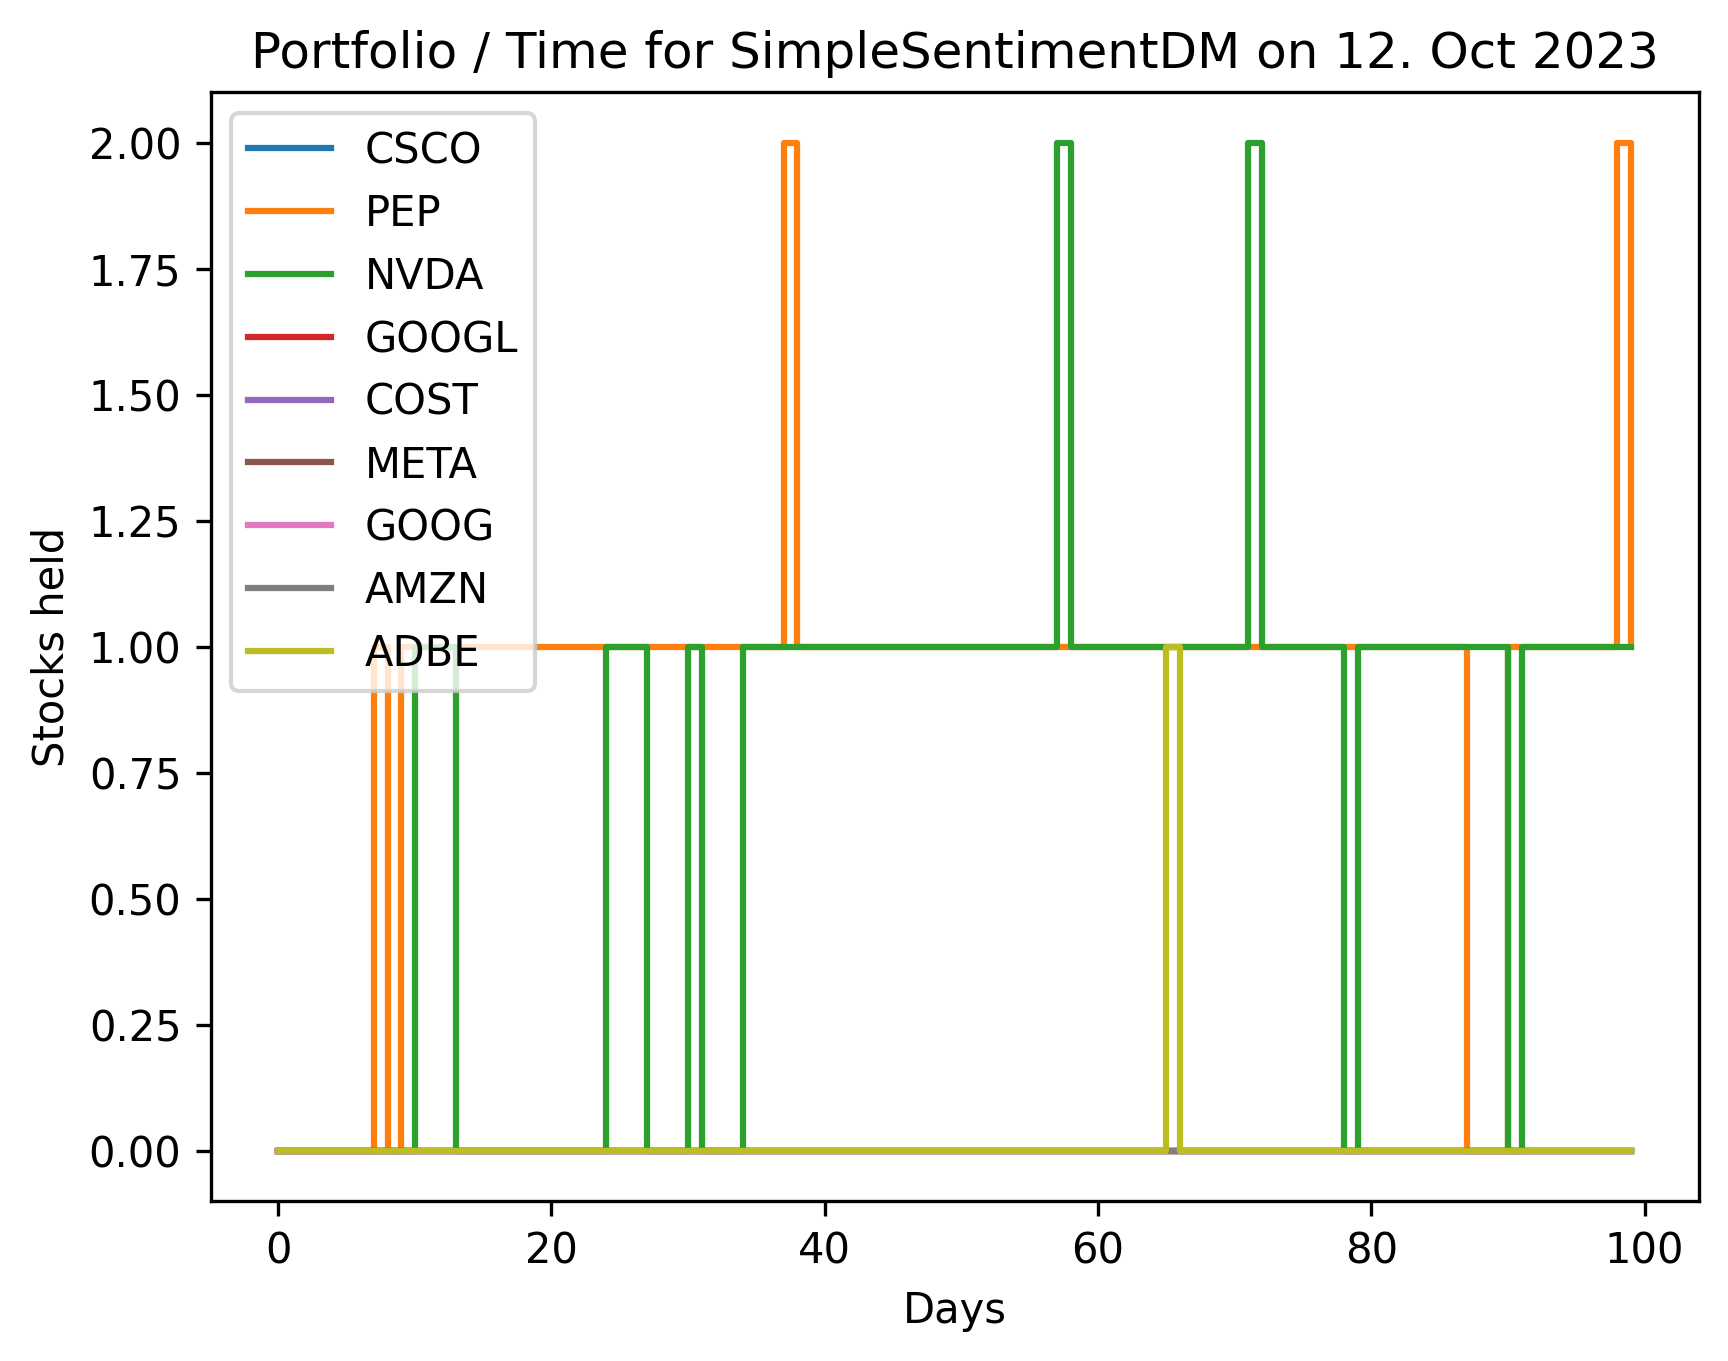 Portfolio / Time for SimpleSentimentDM on 12. Oct 2023
CSCO
PEP
NVDA
GOOGL
COST
META
GOOG
AMZN
ADBE
2.00
1.75
1.50
1.25
1.00
0.75
0.50
0.25
0.00
Stocks held
0 20 40 60 80 100
Days